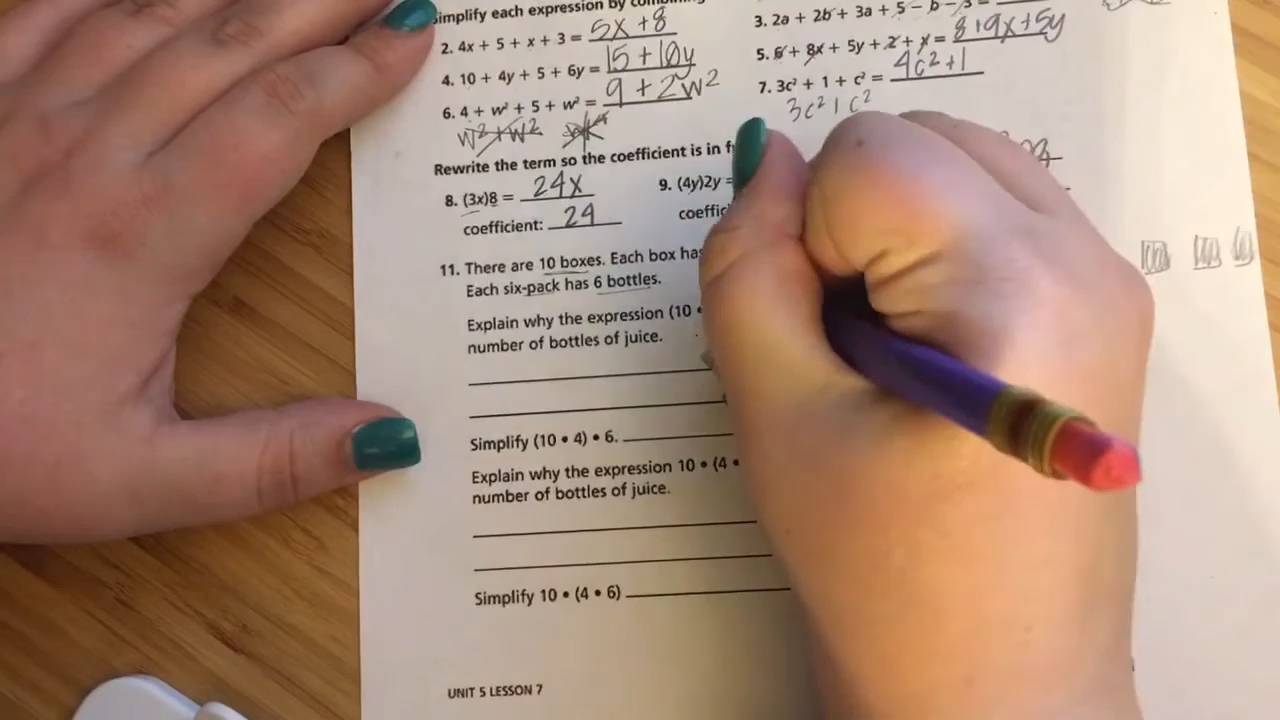 implify each expression by combining
2. 4x + 5 + x + 3 = 5x + 8
3. 2a + 2b + 3a + 5 - b - 3 =
4. 10 + 4y + 5 + 6y = 15 + 10y
5. 6 + 8x + 5y + 2 + x = 8+9x+5y
6. 4 + w² + 5 + w² = 9 + 2w²
7. 3c² + 1 + c² = 4c²+1
w²+w²
3c² 1 c²
Rewrite the term so the coefficient is in f
8. (3x)8 = 24x
9. (4y)2y =
coefficient: 24
coeffic
11. There are 10 boxes. Each box has
Each six-pack has 6 bottles.
Explain why the expression (10 •
number of bottles of juice.
Simplify (10 • 4) • 6.
Explain why the expression 10 • (4 •
number of bottles of juice.
Simplify 10 • (4 • 6)
UNIT 5 LESSON 7